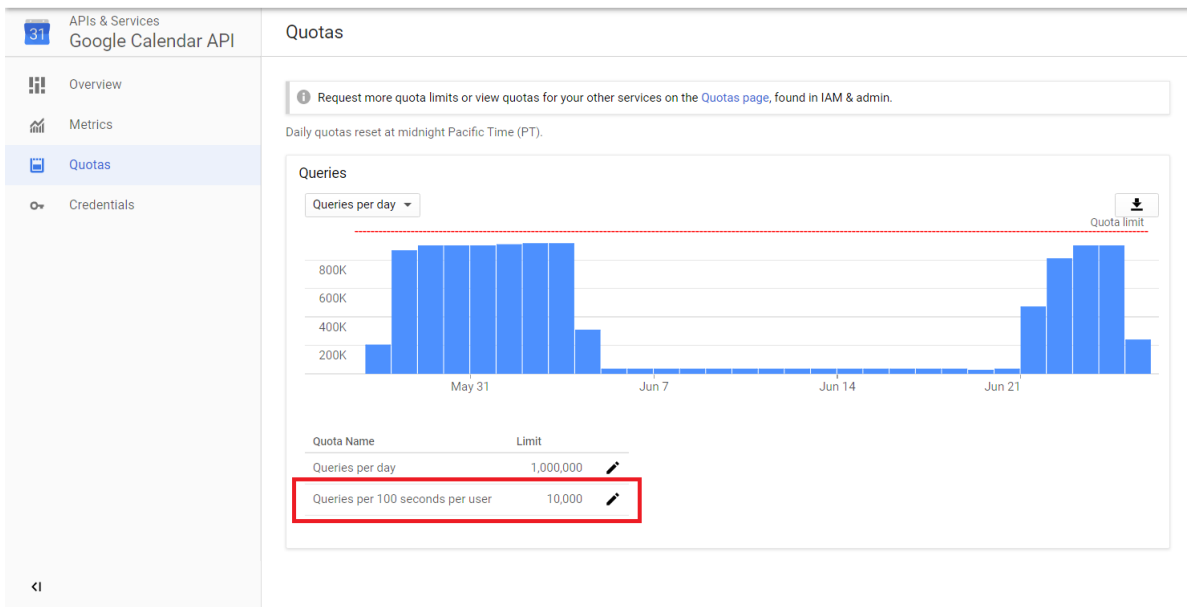 31
APIs & Services
Google Calendar API
Quotas
Overview
Metrics
Quotas
Credentials
Request more quota limits or view quotas for your other services on the Quotas page, found in IAM & admin.
Daily quotas reset at midnight Pacific Time (PT).
Queries
Queries per day
Quota limit
800K
600K
400K
200K
May 31 Jun 7 Jun 14 Jun 21
Quota Name Limit
Queries per day 1,000,000
Queries per 100 seconds per user 10,000